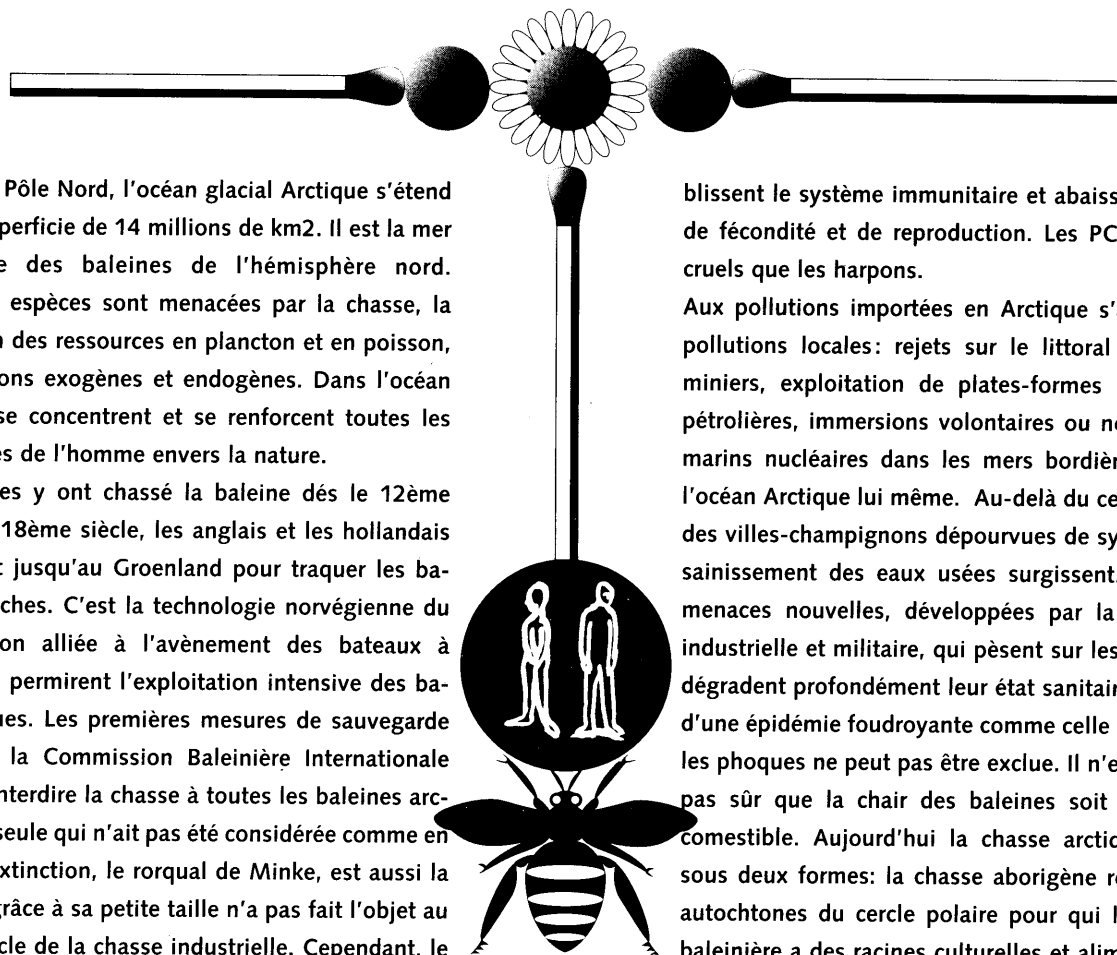 Pôle Nord, l'océan glacial Arctique s'étend
perficie de 14 millions de km2. Il est la mer
e des baleines de l'hémisphère nord.
espèces sont menacées par la chasse, la
n des ressources en plancton et en poisson,
ons exogènes et endogènes. Dans l'océan
se concentrent et se renforcent toutes les
es de l'homme envers la nature.
es y ont chassé la baleine dés le 12ème
18ème siècle, les anglais et les hollandais
t jusqu'au Groenland pour traquer les ba-
ches. C'est la technologie norvégienne du
on alliée à l'avènement des bateaux à
permirent l'exploitation intensive des ba-
ues. Les premières mesures de sauvegarde
la Commission Baleinière Internationale
nterdire la chasse à toutes les baleines arc-
seule qui n'ait pas été considérée comme en
xtinction, le rorqual de Minke, est aussi la
grâce à sa petite taille n'a pas fait l'objet au
cle de la chasse industrielle. Cependant, le
blissent le système immunitaire et abaiss
de fécondité et de reproduction. Les PC
cruels que les harpons.
Aux pollutions importées en Arctique s'
pollutions locales: rejets sur le littoral
miniers, exploitation de plates-formes
pétrolières, immersions volontaires ou n
marins nucléaires dans les mers bordièr
l'océan Arctique lui même. Au-delà du ce
des villes-champignons dépourvues de sy
sainissement des eaux usées surgissent.
menaces nouvelles, développées par la
industrielle et militaire, qui pèsent sur les
dégradent profondément leur état sanitair
d'une épidémie foudroyante comme celle
les phoques ne peut pas être exclue. Il n'e
pas sûr que la chair des baleines soit
comestible. Aujourd'hui la chasse arctic
sous deux formes: la chasse aborigène r
autochtones du cercle polaire pour qui l
baleinière a des racines culturelles et alim